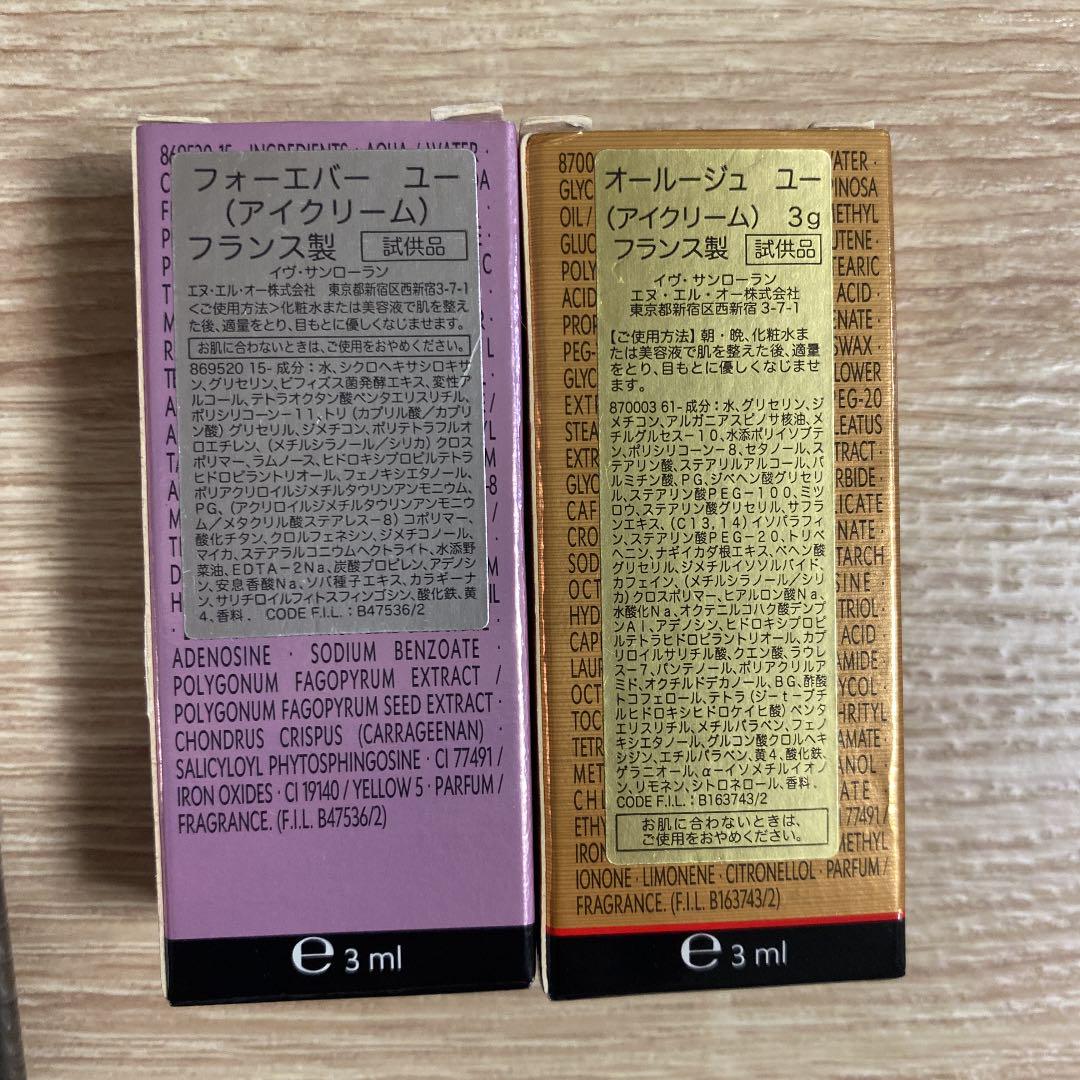 869520 15 · INGREDIENTS · AQUA / WATER ·
フォーエバー ユー
（アイクリーム）
フランス製 試供品
イヴ・サンローラン
エヌ・エル・オー株式会社 東京都新宿区西新宿3-7-1
＜ご使用方法＞化粧水または美容液で肌を整え
た後、適量をとり、目もとに優しくなじませます。
お肌に合わないときは、ご使用をおやめください。
869520 15- 成分：水、シクロヘキサシロキサ
ン、グリセリン、ビフィズス菌発酵エキス、変性ア
ルコール、テトラオクタン酸ペンタエリスリチル、
ポリシリコーン－11、トリ（カプリル酸／カプリ
ン酸）グリセリル、ジメチコン、ポリテトラフルオ
ロエチレン、（メチルシラノール／シリカ）クロス
ポリマー、ラムノース、ヒドロキシプロピルテトラ
ヒドロピラントリオール、フェノキシエタノール、
ポリアクリロイルジメチルタウリンアンモニウム、
PG、（アクリロイルジメチルタウリンアンモニウ
ム／メタクリル酸ステアレス－8）コポリマー、
酸化チタン、クロルフェネシン、ジメチコノール、
マイカ、ステアラルコニウムヘクトライト、水添野
菜油、EDTA－2Na、炭酸プロピレン、アデノシ
ン、安息香酸Na、ソバ種子エキス、カラギーナ
ン、サリチロイルフィトスフィンゴシン、酸化鉄、黄
4、香料． CODE F.I.L.：B47536/2
ADENOSINE · SODIUM BENZOATE ·
POLYGONUM FAGOPYRUM EXTRACT /
POLYGONUM FAGOPYRUM SEED EXTRACT ·
CHONDRUS CRISPUS (CARRAGEENAN) ·
SALICYLOYL PHYTOSPHINGOSINE · CI 77491 /
IRON OXIDES · CI 19140 / YELLOW 5 · PARFUM /
FRAGRANCE. (F.I.L. B47536/2)
℮ 3 ml
オールージュ ユー
（アイクリーム） 3g
フランス製 試供品
イヴ・サンローラン
エヌ・エル・オー株式会社
東京都新宿区西新宿 3-7-1
【ご使用方法】朝・晩、化粧水ま
たは美容液で肌を整えた後、適量
をとり、目もとに優しくなじませ
ます。
870003 61- 成分：水、グリセリン、ジ
メチコン、アルガニアスピノサ核油、メ
チルグルセス－10、水添ポリイソブテ
ン、ポリシリコーン－8、セタノール、ス
テアリン酸、ステアリルアルコール、パ
ルミチン酸、PG、ジベヘン酸グリセリ
ル、ステアリン酸PEG－100、ミツ
ロウ、ステアリン酸グリセリル、サフラ
ンエキス、（C13，14）イソパラフィ
ン、ステアリン酸PEG－20、トリベ
ヘニン、ナギイカダ根エキス、ベヘン酸
グリセリル、ジメチルイソソルバイド、
カフェイン、（メチルシラノール／シリ
カ）クロスポリマー、ヒアルロン酸Na、
水酸化Na、オクテニルコハク酸デンプ
ンAl、アデノシン、ヒドロキシプロピ
ルテトラヒドロピラントリオール、カプ
リロイルサリチル酸、クエン酸、ラウレ
ス－7、パンテノール、ポリアクリルア
ミド、オクチルドデカノール、BG、酢酸
トコフェロール、テトラ（ジーt－ブチ
ルヒドロキシヒドロケイヒ酸）ペンタ
エリスリチル、メチルパラベン、フェノ
キシエタノール、グルコン酸クロルヘキ
シジン、エチルパラベン、黄4、酸化鉄、
ゲラニオール、α－イソメチルイオノ
ン、リモネン、シトロネロール、香料．
CODE F.I.L.：B163743/2
お肌に合わないときは、
ご使用をおやめください。
IONONE · LIMONENE · CITRONELLOL · PARFUM /
FRAGRANCE. (F.I.L. B163743/2)
℮ 3 ml